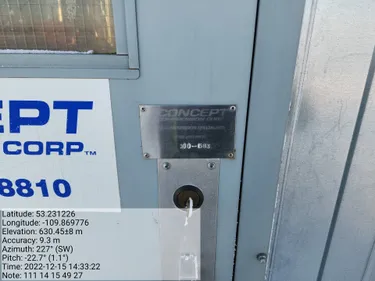 CONCEPT
EPT
CORP™
8810
Latitude: 53.231226
Longitude: -109.869776
Elevation: 630.45±8 m
Accuracy: 9.3 m
Azimuth: 227° (SW)
Pitch: -22.7° (1.1°)
Time: 2022-12-15 14:33:22
Note: 111 14 15 49 27